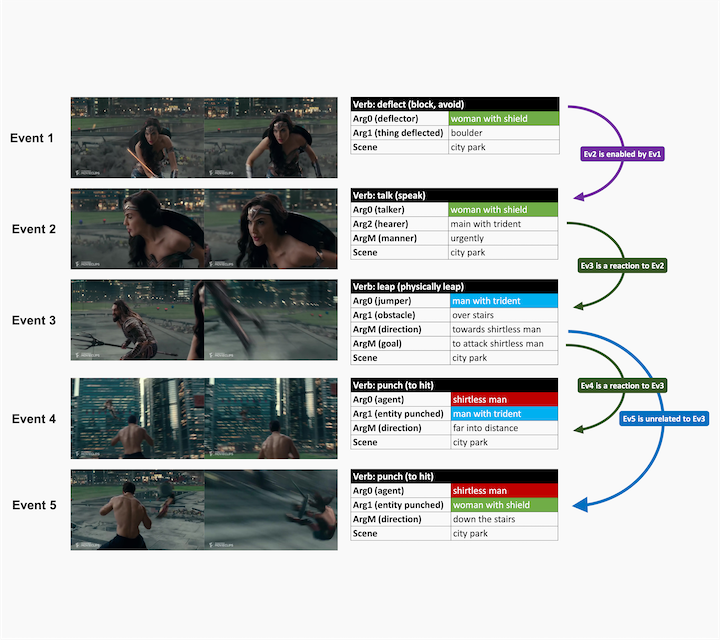 Event 1
Verb: deflect (block, avoid)
Arg0 (deflector) woman with shield
Arg1 (thing deflected) boulder
Scene city park
Ev2 is enabled by Ev1
Event 2
Verb: talk (speak)
Arg0 (talker) woman with shield
Arg2 (hearer) main with trident
ArgM (manner) urgently
Scene city park
Ev3 is a reaction to Ev2
Event 3
Verb: leap (physically leap)
Arg0 (jumper) man with trident
Arg1 (obstacle) over stairs
ArgM (direction) towards shirtless man
ArgM (goal) to attack shirtless man
Scene city park
Ev4 is a reaction to Ev3
Ev5 is unrelated to Ev3
Event 4
Verb: punch (to hit)
Arg0 (agent) shirtless man
Arg1 (entity punched) man with trident
ArgM (direction) far into distance
Scene city park
Event 5
Verb: punch (to hit)
Arg0 (agent) shirtless man
Arg1 (entity punched) woman with shield
ArgM (direction) down the stairs
Scene city park